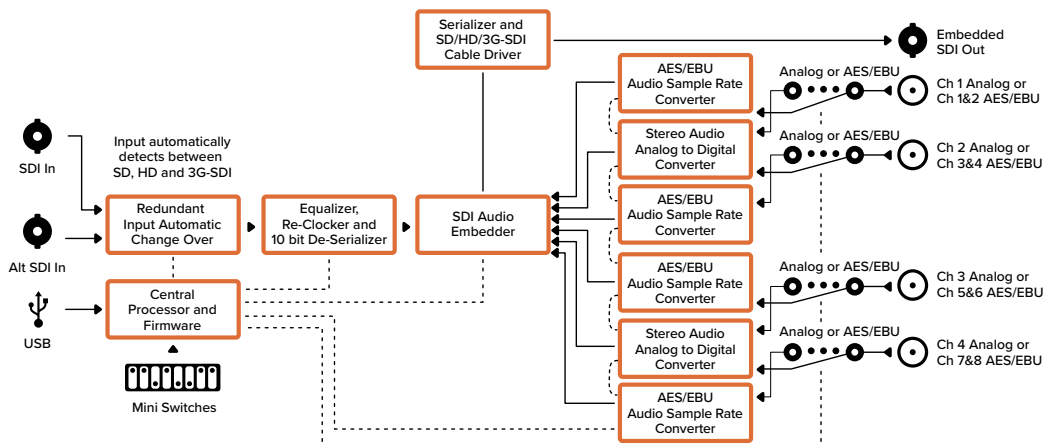 Serializer and
SD/HD/3G-SDI
Cable Driver
Embedded
SDI Out
AES/EBU
Audio Sample Rate
Converter
Analog or AES/EBU
Ch 1 Analog or
Ch 1&2 AES/EBU
Input automatically
detects between
SD, HD and 3G-SDI
SDI In
Stereo Audio
Analog to Digital
Converter
Analog or AES/EBU
Ch 2 Analog or
Ch 3&4 AES/EBU
Redundant
Input Automatic
Change Over
Equalizer,
Re-Clocker and
10 bit De-Serializer
SDI Audio
Embedder
AES/EBU
Audio Sample Rate
Converter
Alt SDI In
Central
Processor and
Firmware
USB
AES/EBU
Audio Sample Rate
Converter
Analog or AES/EBU
Ch 3 Analog or
Ch 5&6 AES/EBU
Stereo Audio
Analog to Digital
Converter
Analog or AES/EBU
Ch 4 Analog or
Ch 7&8 AES/EBU
Mini Switches
AES/EBU
Audio Sample Rate
Converter